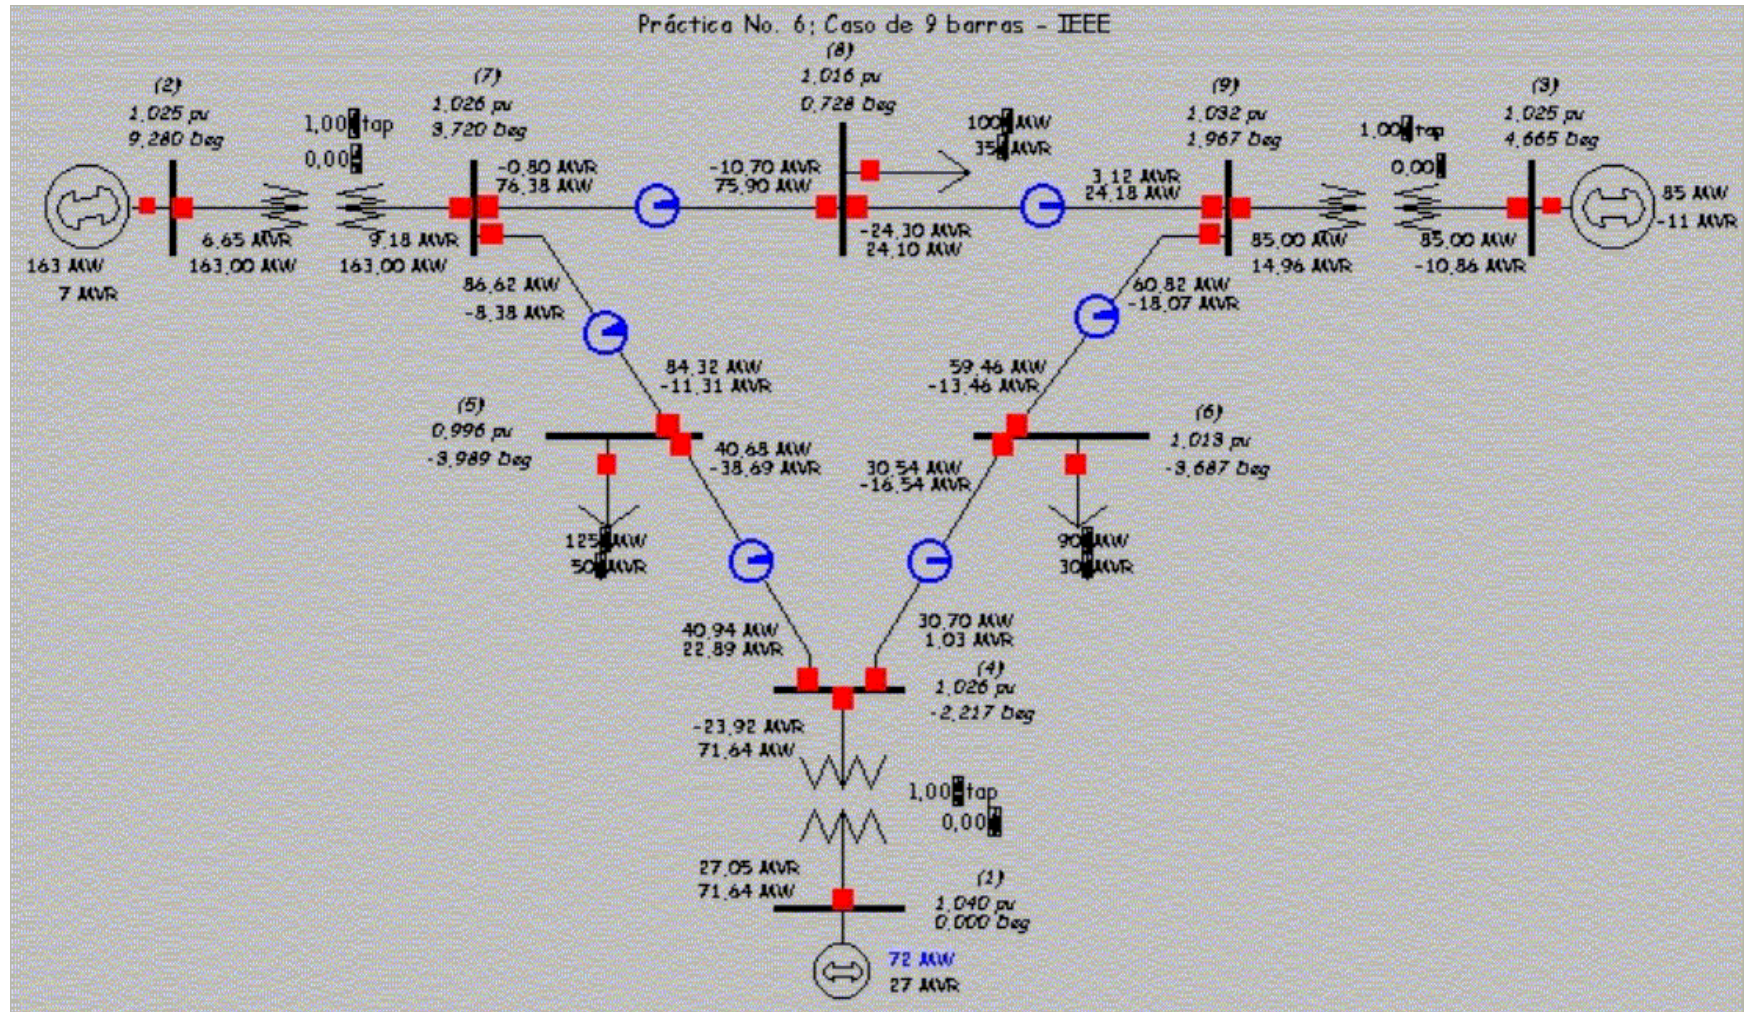 Práctica No. 6; Caso de 9 barras - IEEE
(8)
1,016 pu
0,728 Deg
(2)
1,025 pu
9,280 Deg
1,00 tap
0,00
(7)
1,026 pu
3,720 Deg
100 MW
35 MVR
(9)
1,032 pu
1,967 Deg
1,00 tap
0,00
(3)
1,025 pu
4,665 Deg
-0,80 MVR
76,38 MW
-10,70 MVR
75,90 MW
3,12 MVR
24,18 MW
85 MW
-11 MVR
6,65 MVR
163,00 MW
9,18 MVR
163,00 MW
-24,30 MVR
24,10 MW
85,00 MW
14,96 MVR
85,00 MW
-10,86 MVR
163 MW
7 MVR
86,62 MW
-8,38 MVR
60,82 MW
-18,07 MVR
84,32 MW
-11,31 MVR
59,46 MW
-13,46 MVR
(5)
0,996 pu
-3,989 Deg
(6)
1,013 pu
-3,687 Deg
40,68 MW
-38,69 MVR
30,54 MW
-16,54 MVR
125 MW
50 MVR
90 MW
30 MVR
40,94 MW
22,89 MVR
30,70 MW
1,03 MVR
(4)
1,026 pu
-2,217 Deg
-23,92 MVR
71,64 MW
1,00 tap
0,00
27,05 MVR
71,64 MW
(1)
1,040 pu
0,000 Deg
72 MW
27 MVR